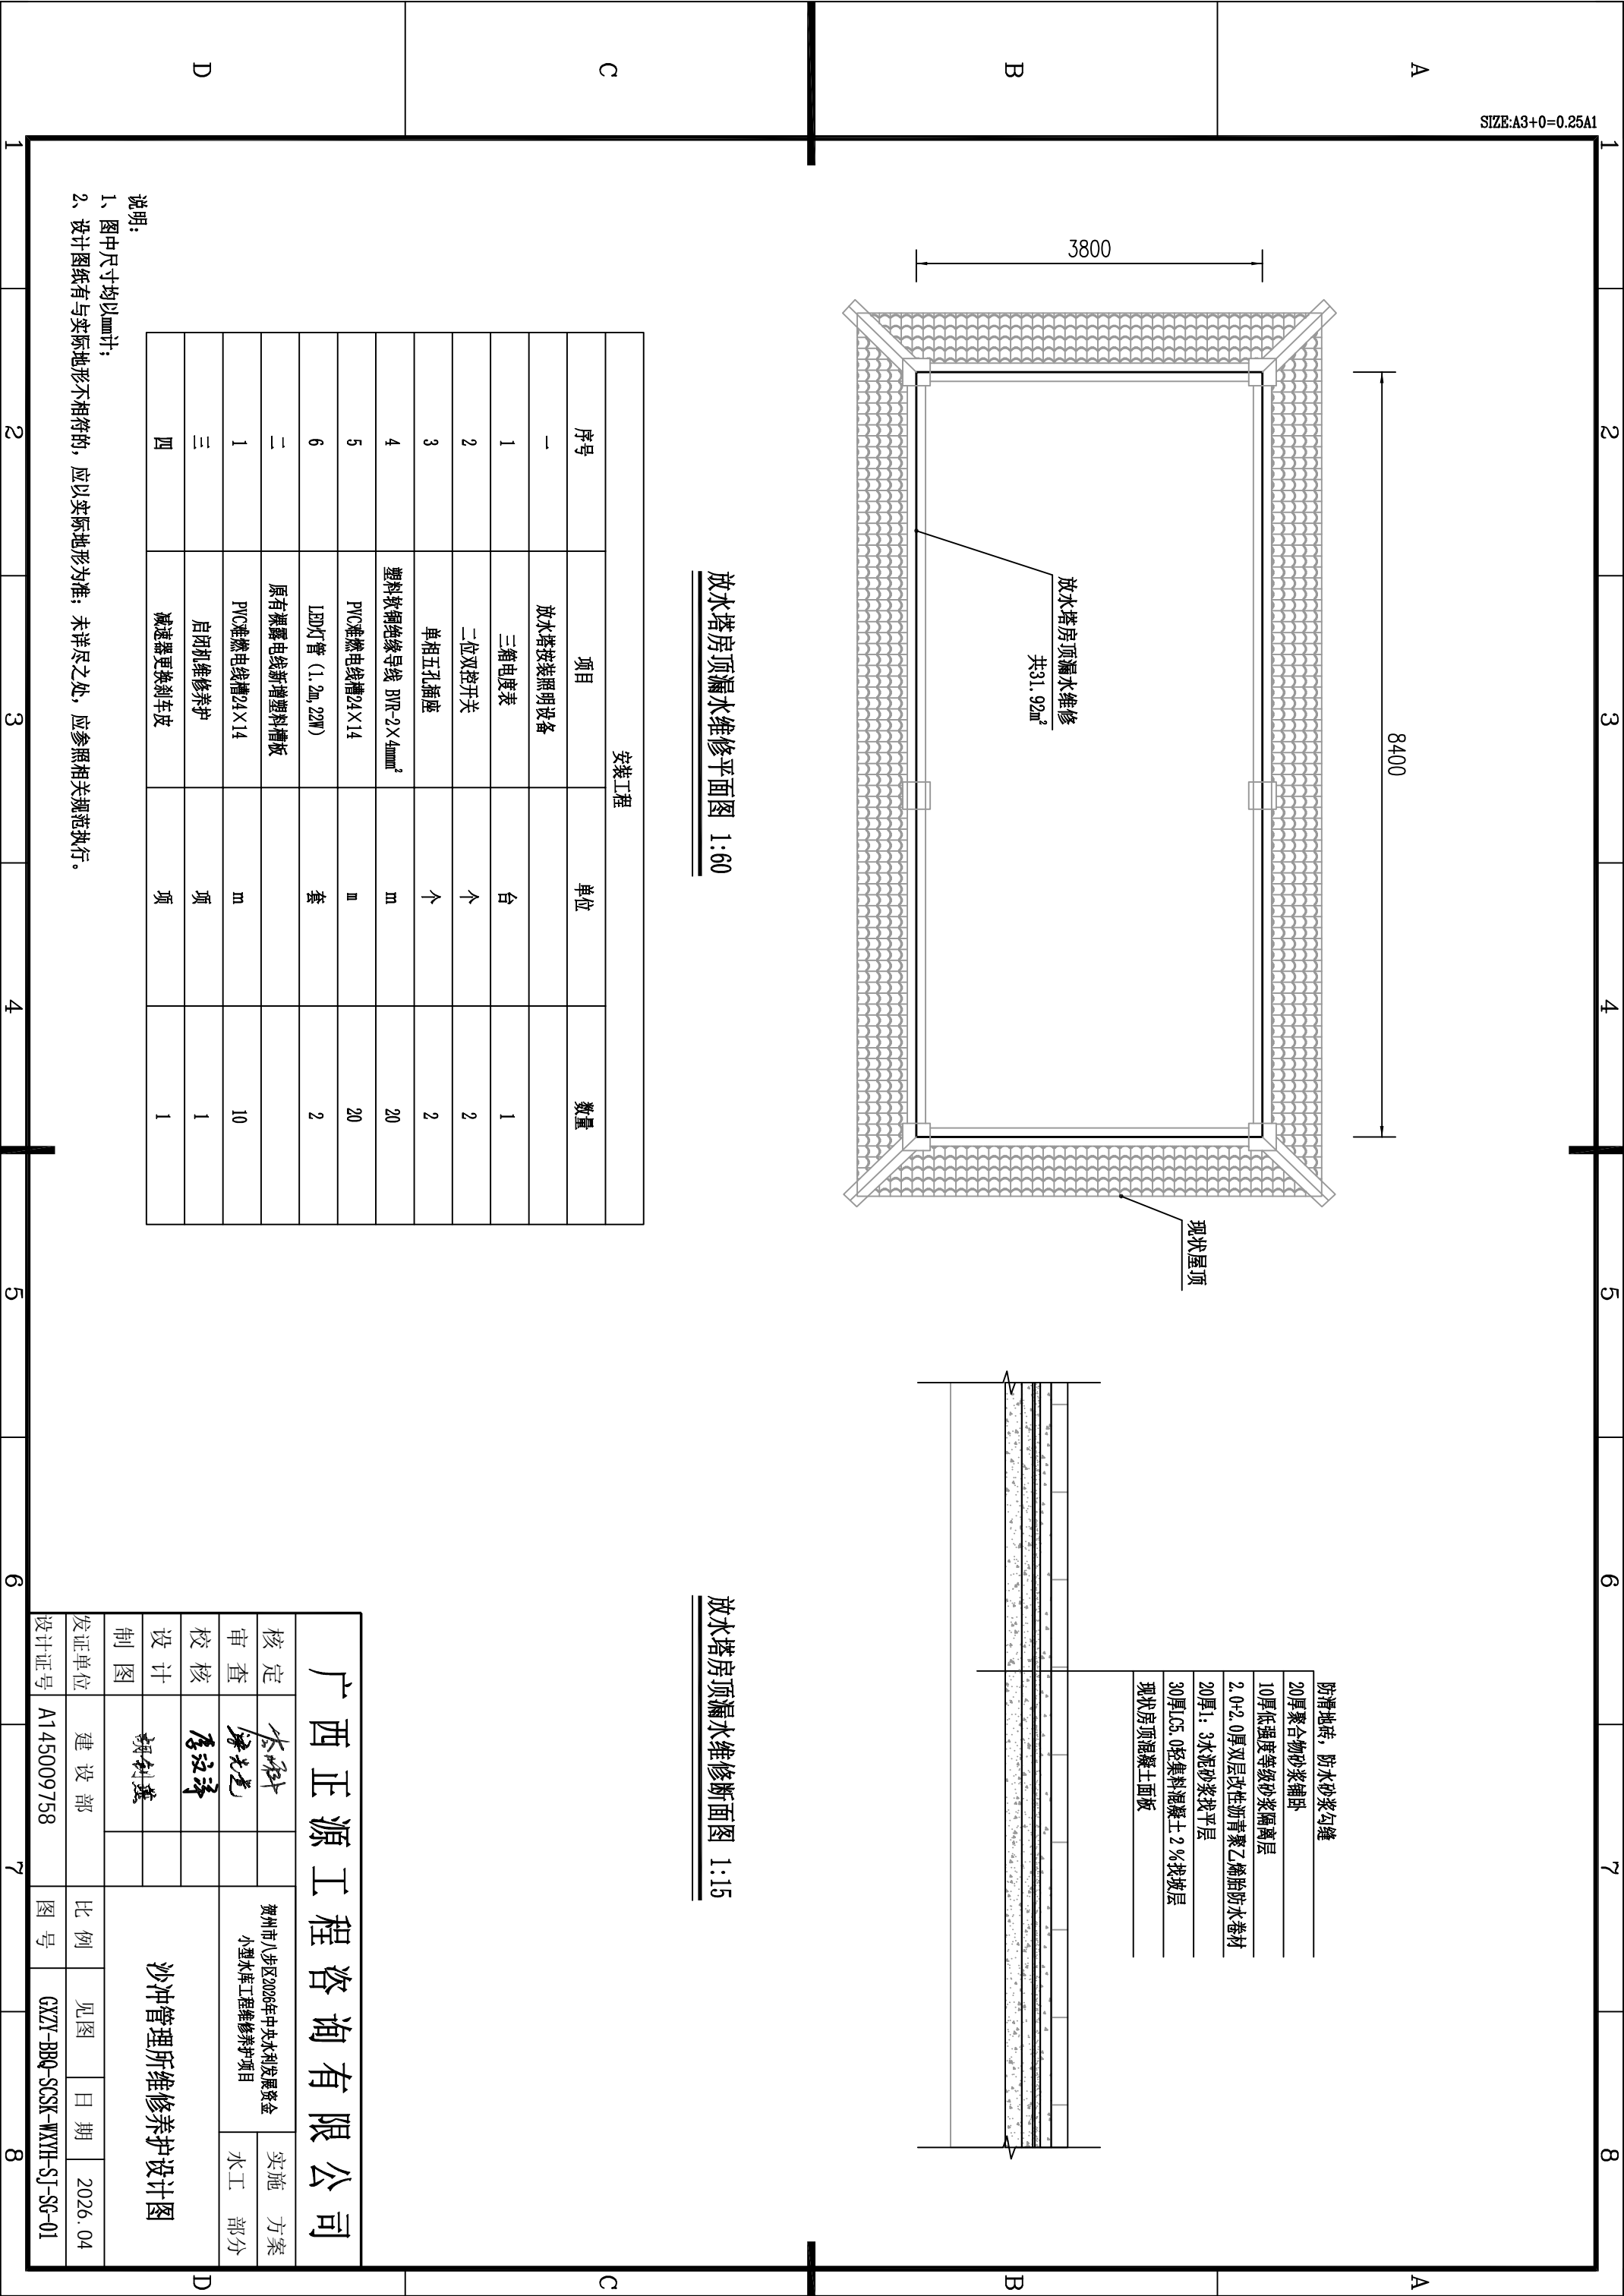 SIZE:A3+0=0.25A1
1 2 3 4 5 6 7 8
A
B
C
D
A
B
C
D
3800
8400
放水塔房顶漏水维修
共31.92m²
现状屋顶
放水塔房顶漏水维修平面图 1:60
防滑地砖，防水砂浆勾缝
20厚聚合物砂浆铺卧
10厚低强度等级砂浆隔离层
2.0+2.0厚双层改性沥青聚乙烯胎防水卷材
20厚1：3水泥砂浆找平层
30厚LC5.0轻集料混凝土2%找坡层
现状房顶混凝土面板
放水塔房顶漏水维修断面图 1:15
安装工程
序号 项目 单位 数量
一 放水塔按装照明设备
1 三箱电度表 台 1
2 二位双控开关 个 2
3 单相五孔插座 个 2
4 塑料软铜绝缘导线 BVR-2×4mm² m 20
5 PVC难燃电线槽24×14 m 20
6 LED灯管（1.2m,22W） 套 2
二 原有裸露电线新增塑料槽板
1 PVC难燃电线槽24×14 m 10
三 启闭机维修养护 项 1
四 减速器更换刹车皮 项 1
说明：
1、图中尺寸均以mm计；
2、设计图纸有与实际地形不相符的，应以实际地形为准；未详尽之处，应参照相关规范执行。
广西正源工程咨询有限公司
核定
审查
校核
设计
制图
贺州市八步区2026年中央水利发展资金
小型水库工程维修养护项目
实施 方案
水工 部分
沙冲管理所维修养护设计图
发证单位 建设部 比例 见图 日期 2026.04
设计证号 A145009758 图号 GXZY-BBQ-SCSK-WXYH-SJ-SG-01
1 2 3 4 5 6 7 8